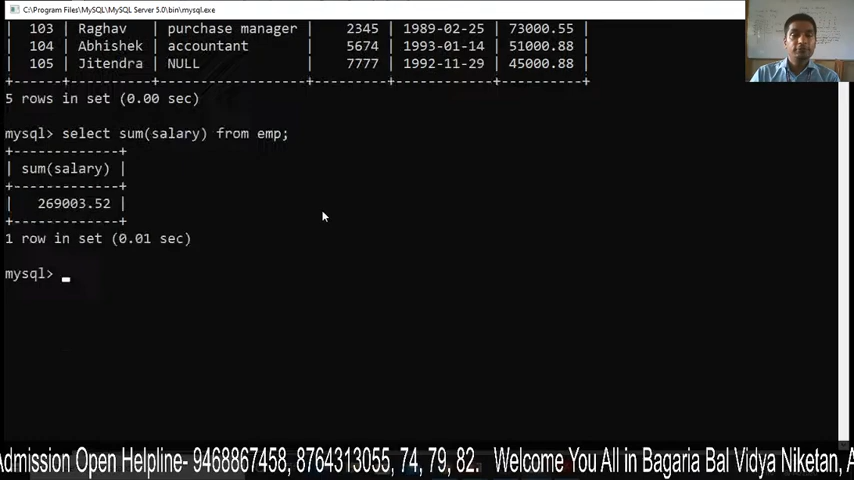 C:\Program Files\MySQL\MySQL Server 5.0\bin\mysql.exe
| 103 | Raghav | purchase manager | 2345 | 1989-02-25 | 73000.55 |
| 104 | Abhishek | accountant | 5674 | 1993-01-14 | 51000.88 |
| 105 | Jitendra | NULL | 7777 | 1992-11-29 | 45000.88 |
+------+----------+------------------+---------+------------+----------+
5 rows in set (0.00 sec)
mysql> select sum(salary) from emp;
+-------------+
| sum(salary) |
+-------------+
| 269003.52 |
+-------------+
1 row in set (0.01 sec)
mysql> _
Admission Open Helpline- 9468867458, 8764313055, 74, 79, 82. Welcome You All in Bagaria Bal Vidya Niketan, A